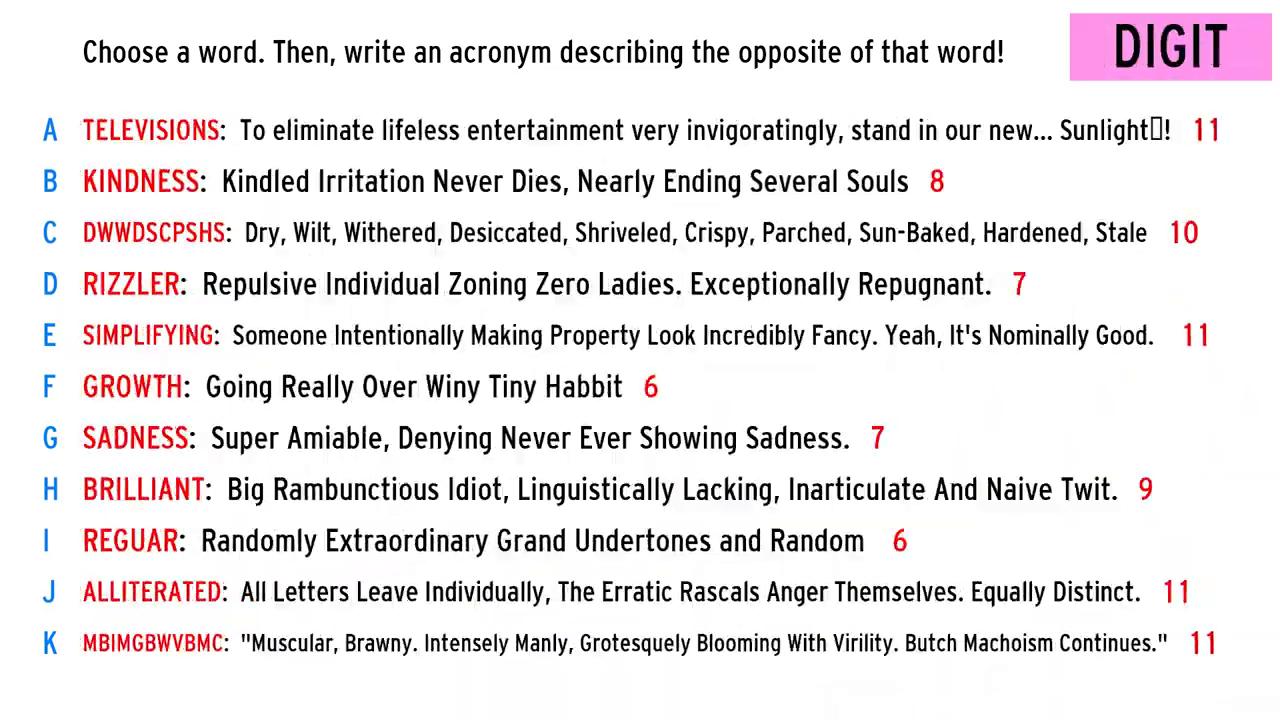 Choose a word. Then, write an acronym describing the opposite of that word!
DIGIT
A TELEVISIONS: To eliminate lifeless entertainment very invigoratingly, stand in our new... Sunlight▯! 11
B KINDNESS: Kindled Irritation Never Dies, Nearly Ending Several Souls 8
C DWWDSCPSHS: Dry, Wilt, Withered, Desiccated, Shriveled, Crispy, Parched, Sun-Baked, Hardened, Stale 10
D RIZZLER: Repulsive Individual Zoning Zero Ladies. Exceptionally Repugnant. 7
E SIMPLIFYING: Someone Intentionally Making Property Look Incredibly Fancy. Yeah, It's Nominally Good. 11
F GROWTH: Going Really Over Winy Tiny Habbit 6
G SADNESS: Super Amiable, Denying Never Ever Showing Sadness. 7
H BRILLIANT: Big Rambunctious Idiot, Linguistically Lacking, Inarticulate And Naive Twit. 9
I REGUAR: Randomly Extraordinary Grand Undertones and Random 6
J ALLITERATED: All Letters Leave Individually, The Erratic Rascals Anger Themselves. Equally Distinct. 11
K MBIMGBWVBMC: "Muscular, Brawny. Intensely Manly, Grotesquely Blooming With Virility. Butch Machoism Continues." 11